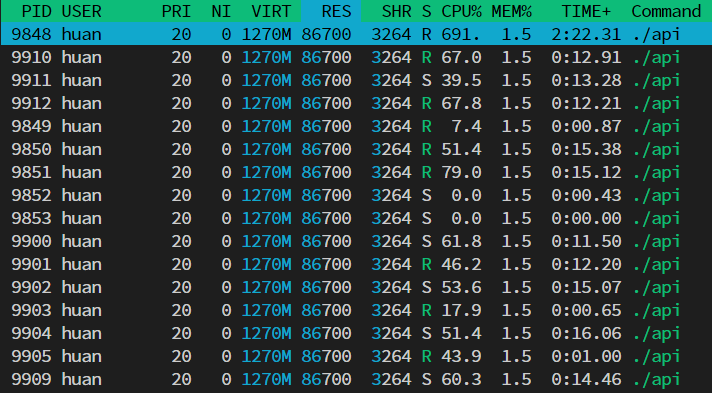 PID USER PRI NI VIRT RES SHR S CPU% MEM% TIME+ Command
9848 huan 20 0 1270M 86700 3264 R 691. 1.5 2:22.31 ./api
9910 huan 20 0 1270M 86700 3264 R 67.0 1.5 0:12.91 ./api
9911 huan 20 0 1270M 86700 3264 S 39.5 1.5 0:13.28 ./api
9912 huan 20 0 1270M 86700 3264 R 67.8 1.5 0:12.21 ./api
9849 huan 20 0 1270M 86700 3264 R 7.4 1.5 0:00.87 ./api
9850 huan 20 0 1270M 86700 3264 R 51.4 1.5 0:15.38 ./api
9851 huan 20 0 1270M 86700 3264 R 79.0 1.5 0:15.12 ./api
9852 huan 20 0 1270M 86700 3264 S 0.0 1.5 0:00.43 ./api
9853 huan 20 0 1270M 86700 3264 S 0.0 1.5 0:00.00 ./api
9900 huan 20 0 1270M 86700 3264 S 61.8 1.5 0:11.50 ./api
9901 huan 20 0 1270M 86700 3264 R 46.2 1.5 0:12.20 ./api
9902 huan 20 0 1270M 86700 3264 S 53.6 1.5 0:15.07 ./api
9903 huan 20 0 1270M 86700 3264 R 17.9 1.5 0:00.65 ./api
9904 huan 20 0 1270M 86700 3264 S 51.4 1.5 0:16.06 ./api
9905 huan 20 0 1270M 86700 3264 R 43.9 1.5 0:01.00 ./api
9909 huan 20 0 1270M 86700 3264 S 60.3 1.5 0:14.46 ./api